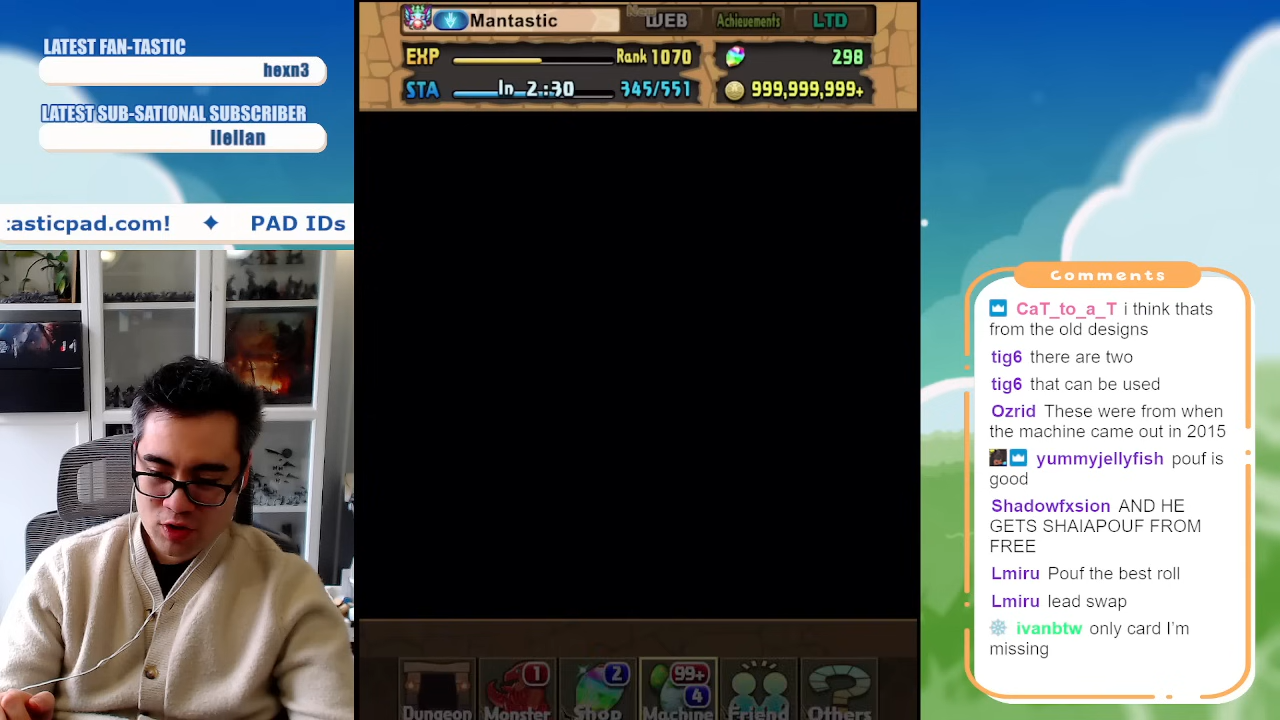 LATEST FAN-TASTIC
hexn3
LATEST SUB-SATIONAL SUBSCRIBER
:asticpad.com! ✦ PAD IDs
Mantastic
New
WEB
Achievements
LTD
EXP
Rank 1070
298
STA
In 2:30
345/551
999,999,999+
Comments
CaT_to_a_T i think thats
from the old designs
tig6 there are two
tig6 that can be used
Ozrid These were from when
the machine came out in 2015
yummyjellyfish pouf is
good
Shadowfxsion AND HE
GETS SHAIAPOUF FROM
FREE
Lmiru Pouf the best roll
Lmiru lead swap
ivanbtw only card I'm
missing
1
2
99+
4
Dungeon
Monster
Shop
Machine
Friend
Others